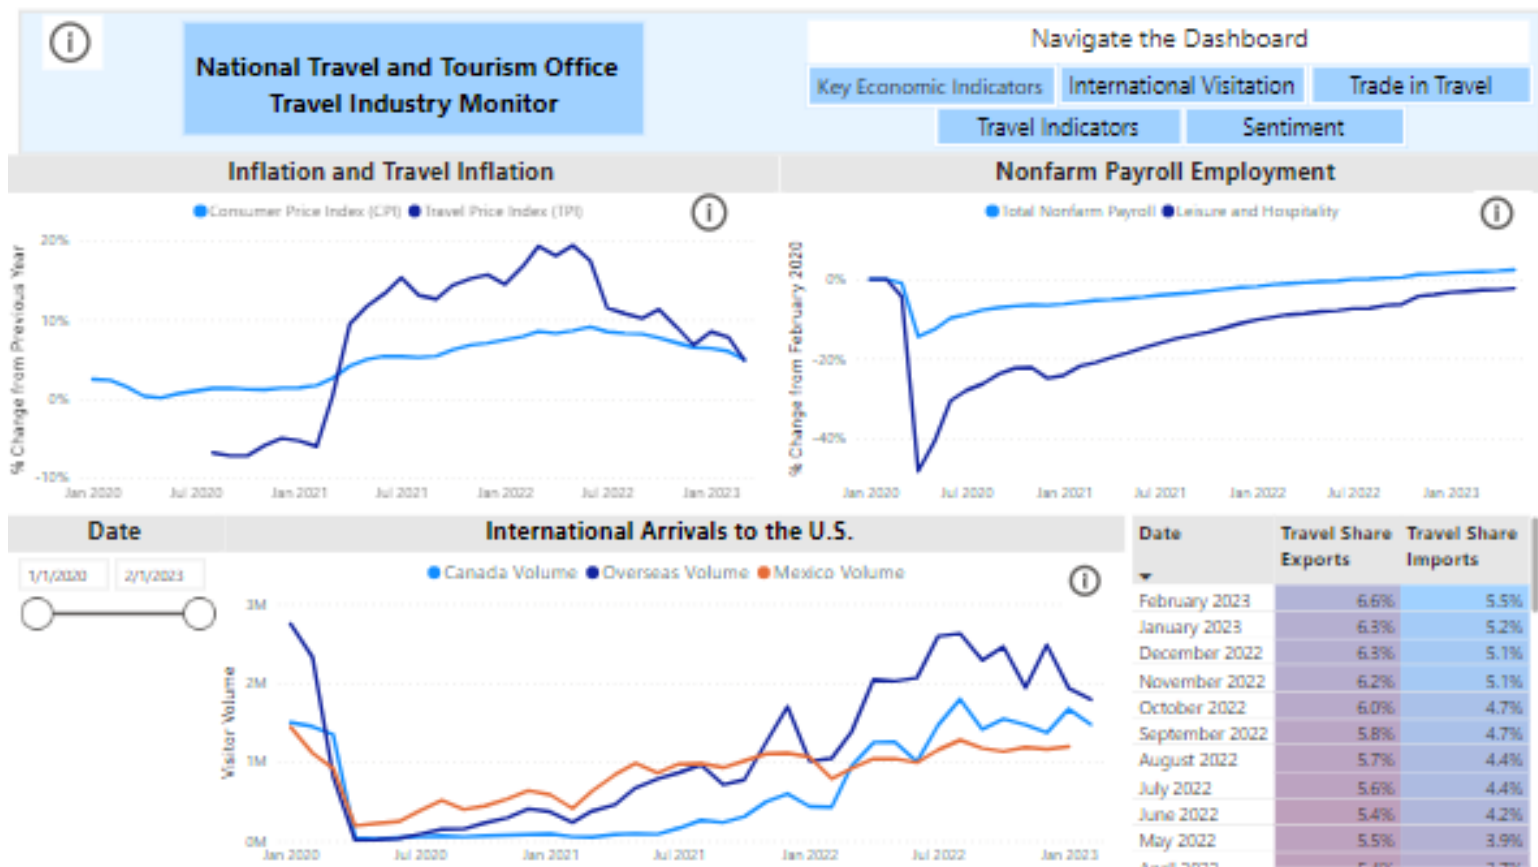 National Travel and Tourism Office
Travel Industry Monitor
Navigate the Dashboard
Key Economic Indicators
International Visitation
Trade in Travel
Travel Indicators
Sentiment
Inflation and Travel Inflation
Consumer Price Index (CPI)
Travel Price Index (TPI)
% Change from Previous Year
20%
10%
0%
-10%
Jan 2020
Jul 2020
Jan 2021
Jul 2021
Jan 2022
Jul 2022
Jan 2023
Nonfarm Payroll Employment
Total Nonfarm Payroll
Leisure and Hospitality
% Change from February 2020
0%
-20%
-40%
Jan 2020
Jul 2020
Jan 2021
Jul 2021
Jan 2022
Jul 2022
Jan 2023
Date
1/1/2020
2/1/2023
International Arrivals to the U.S.
Canada Volume
Overseas Volume
Mexico Volume
Visitor Volume
3M
2M
1M
0M
Jan 2020
Jul 2020
Jan 2021
Jul 2021
Jan 2022
Jul 2022
Jan 2023
Date Travel Share Exports Travel Share Imports
February 2023 6.6% 5.5%
January 2023 6.3% 5.2%
December 2022 6.3% 5.1%
November 2022 6.2% 5.1%
October 2022 6.0% 4.7%
September 2022 5.8% 4.7%
August 2022 5.7% 4.4%
July 2022 5.6% 4.4%
June 2022 5.4% 4.2%
May 2022 5.5% 3.9%